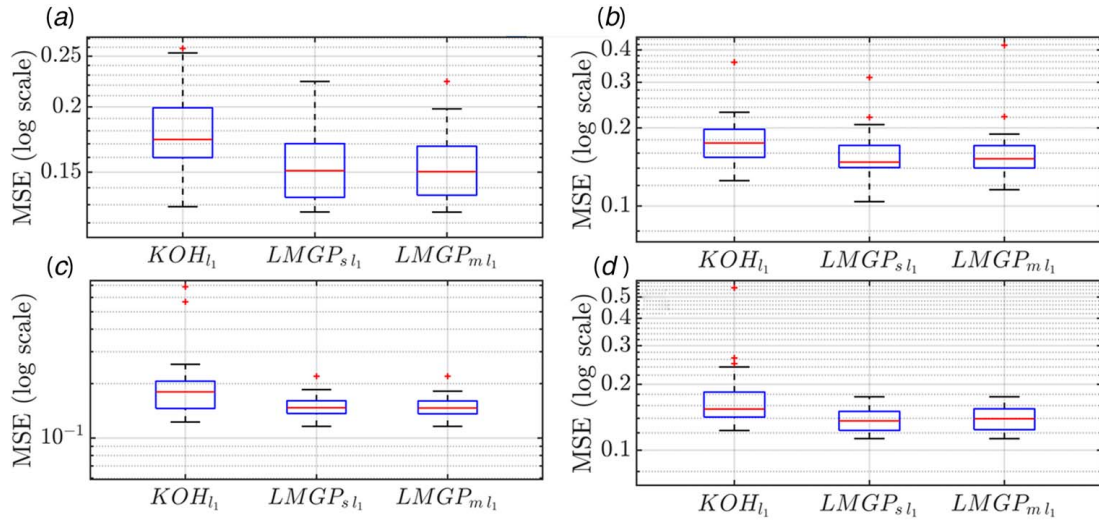 (a)
MSE (log scale)
0.25
0.2
0.15
KOH_{l_1} LMGP_{s l_1} LMGP_{m l_1}
(b)
MSE (log scale)
0.4
0.3
0.2
0.1
KOH_{l_1} LMGP_{s l_1} LMGP_{m l_1}
(c)
MSE (log scale)
10^{-1}
KOH_{l_1} LMGP_{s l_1} LMGP_{m l_1}
(d)
MSE (log scale)
0.5
0.4
0.3
0.2
0.1
KOH_{l_1} LMGP_{s l_1} LMGP_{m l_1}